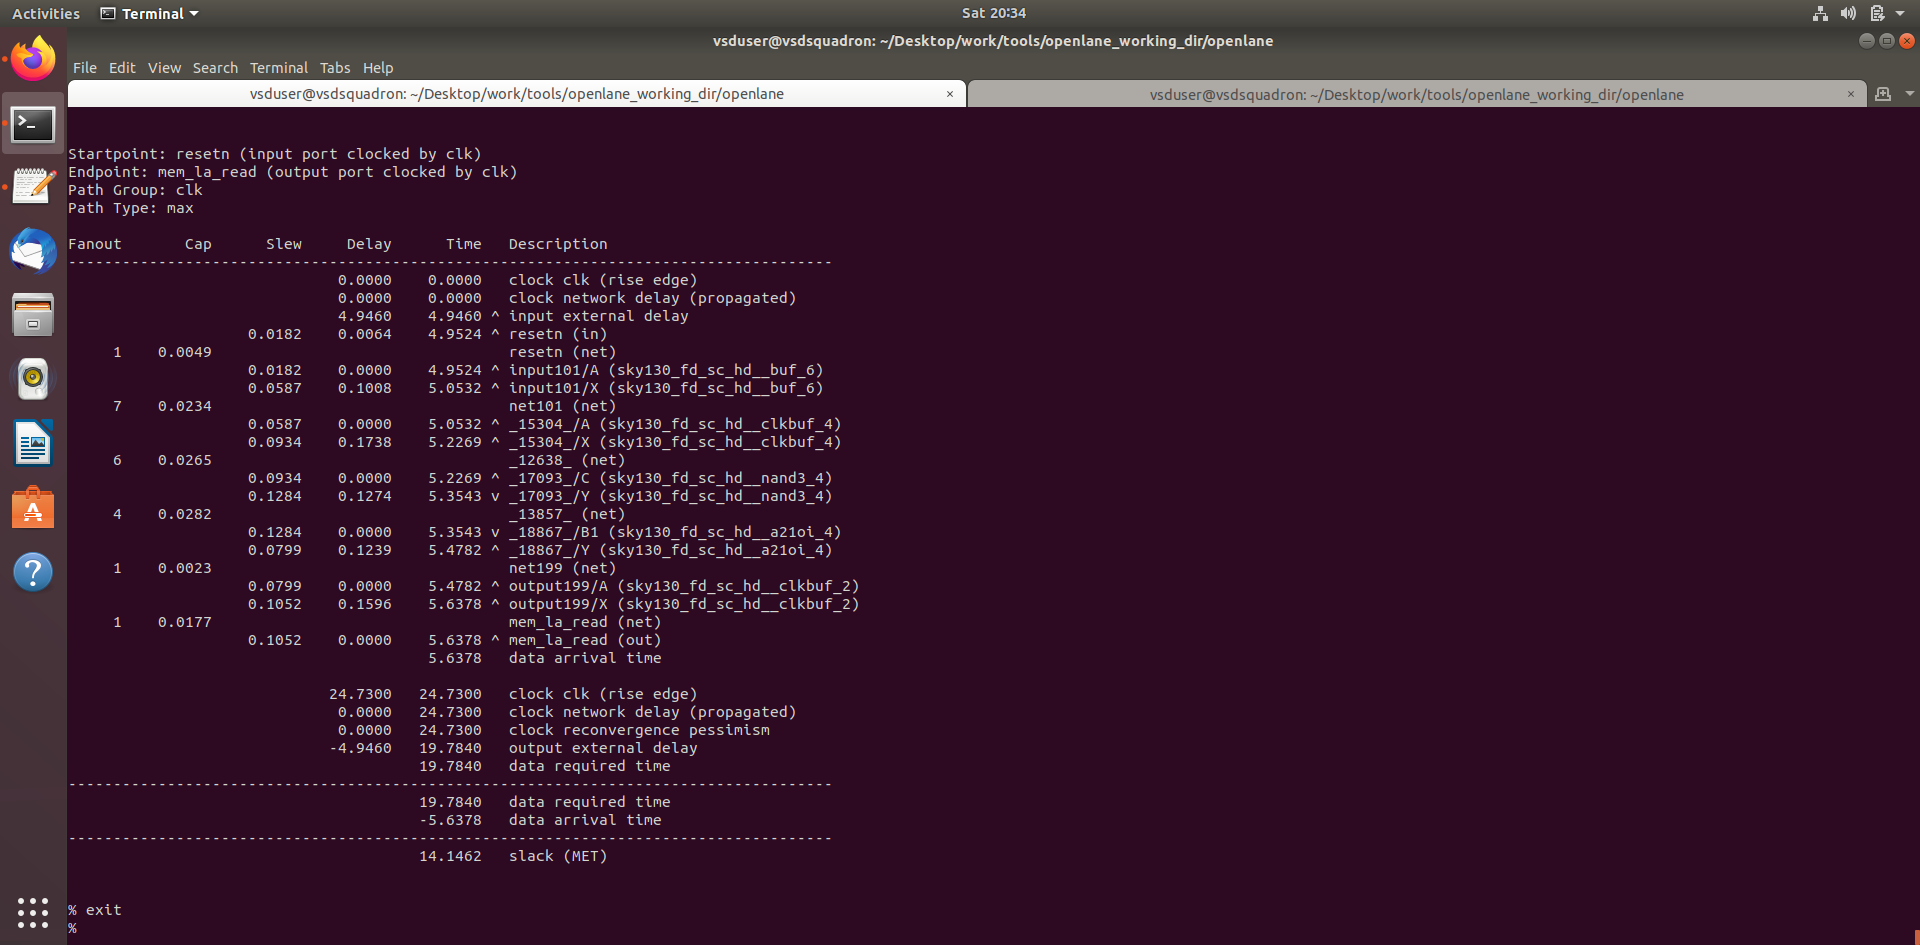 Activities Terminal Sat 20:34
vsduser@vsdsquadron: ~/Desktop/work/tools/openlane_working_dir/openlane
File Edit View Search Terminal Tabs Help
vsduser@vsdsquadron: ~/Desktop/work/tools/openlane_working_dir/openlane × vsduser@vsdsquadron: ~/Desktop/work/tools/openlane_working_dir/openlane ×
Startpoint: resetn (input port clocked by clk)
Endpoint: mem_la_read (output port clocked by clk)
Path Group: clk
Path Type: max
Fanout Cap Slew Delay Time Description
-------------------------------------------------------------------------------------
0.0000 0.0000 clock clk (rise edge)
0.0000 0.0000 clock network delay (propagated)
4.9460 4.9460 ^ input external delay
0.0182 0.0064 4.9524 ^ resetn (in)
1 0.0049 resetn (net)
0.0182 0.0000 4.9524 ^ input101/A (sky130_fd_sc_hd__buf_6)
0.0587 0.1008 5.0532 ^ input101/X (sky130_fd_sc_hd__buf_6)
7 0.0234 net101 (net)
0.0587 0.0000 5.0532 ^ _15304_/A (sky130_fd_sc_hd__clkbuf_4)
0.0934 0.1738 5.2269 ^ _15304_/X (sky130_fd_sc_hd__clkbuf_4)
6 0.0265 _12638_ (net)
0.0934 0.0000 5.2269 ^ _17093_/C (sky130_fd_sc_hd__nand3_4)
0.1284 0.1274 5.3543 v _17093_/Y (sky130_fd_sc_hd__nand3_4)
4 0.0282 _13857_ (net)
0.1284 0.0000 5.3543 v _18867_/B1 (sky130_fd_sc_hd__a21oi_4)
0.0799 0.1239 5.4782 ^ _18867_/Y (sky130_fd_sc_hd__a21oi_4)
1 0.0023 net199 (net)
0.0799 0.0000 5.4782 ^ output199/A (sky130_fd_sc_hd__clkbuf_2)
0.1052 0.1596 5.6378 ^ output199/X (sky130_fd_sc_hd__clkbuf_2)
1 0.0177 mem_la_read (net)
0.1052 0.0000 5.6378 ^ mem_la_read (out)
5.6378 data arrival time
24.7300 24.7300 clock clk (rise edge)
0.0000 24.7300 clock network delay (propagated)
0.0000 24.7300 clock reconvergence pessimism
-4.9460 19.7840 output external delay
19.7840 data required time
-------------------------------------------------------------------------------------
19.7840 data required time
-5.6378 data arrival time
-------------------------------------------------------------------------------------
14.1462 slack (MET)
% exit
%